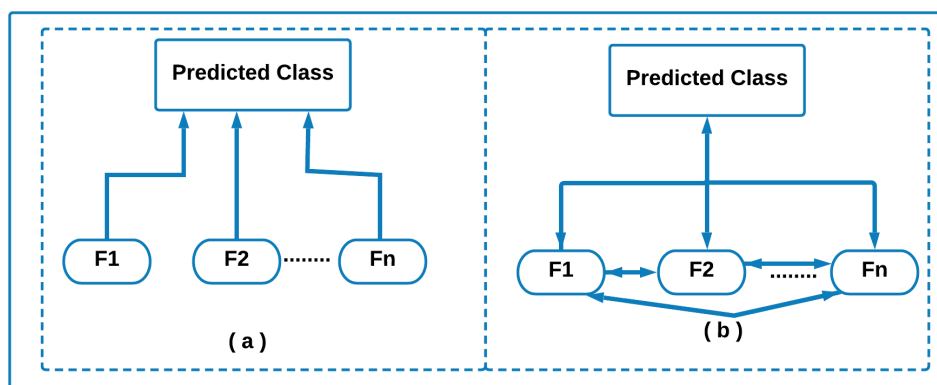 Predicted Class
F1
F2
........
Fn
( a )
Predicted Class
F1
F2
........
Fn
( b )